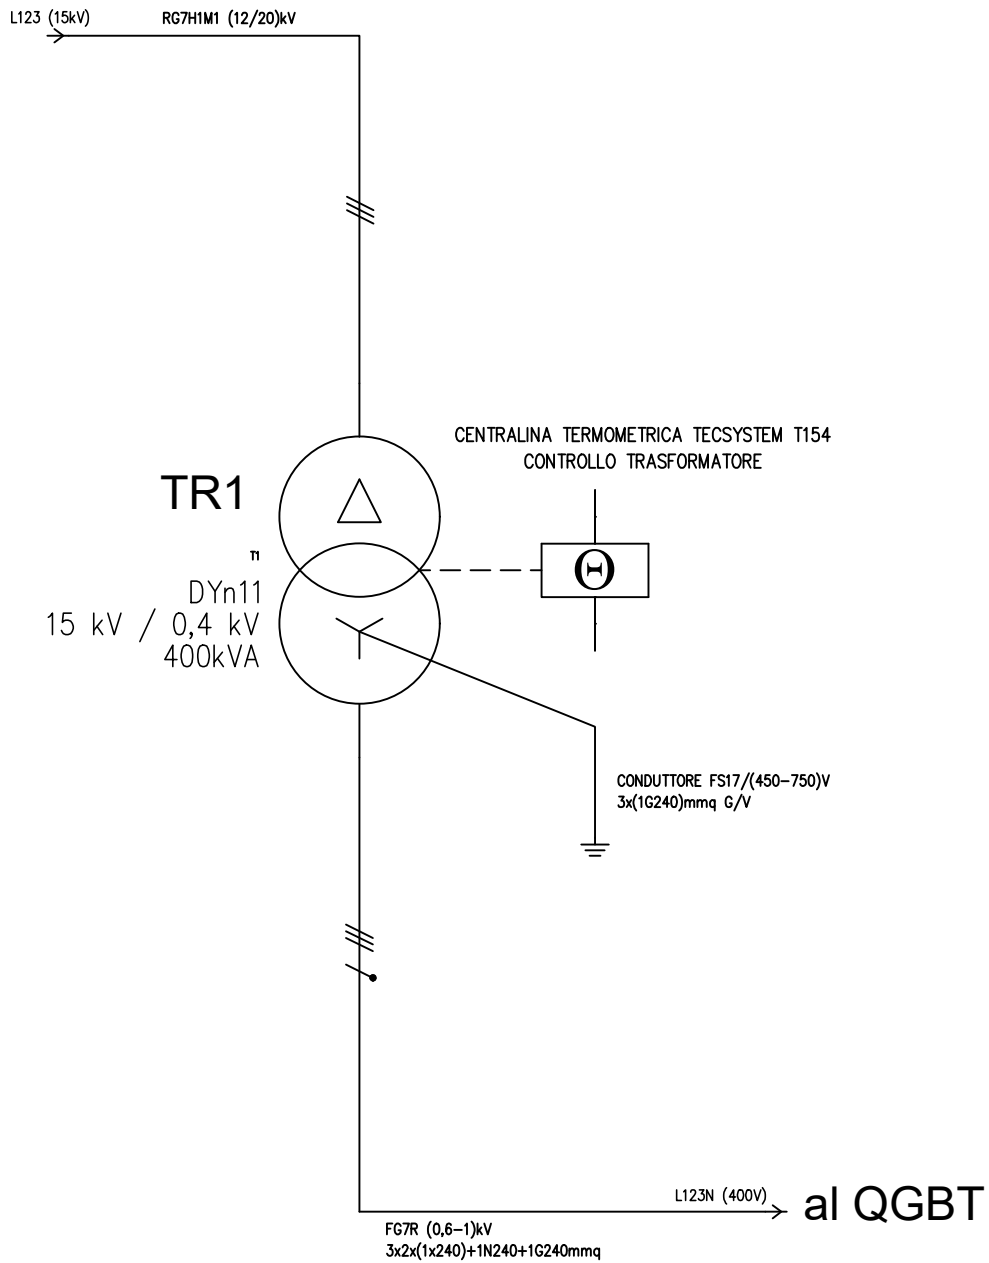 L123 (15kV)
RG7H1M1 (12/20)kV
CENTRALINA TERMOMETRICA TECSYSTEM T154
CONTROLLO TRASFORMATORE
TR1
T1
DYn11
15 kV / 0,4 kV
400kVA
Θ
CONDUTTORE FS17/(450-750)V
3x(1G240)mmq G/V
L123N (400V)
al QGBT
FG7R (0,6-1)kV
3x2x(1x240)+1N240+1G240mmq